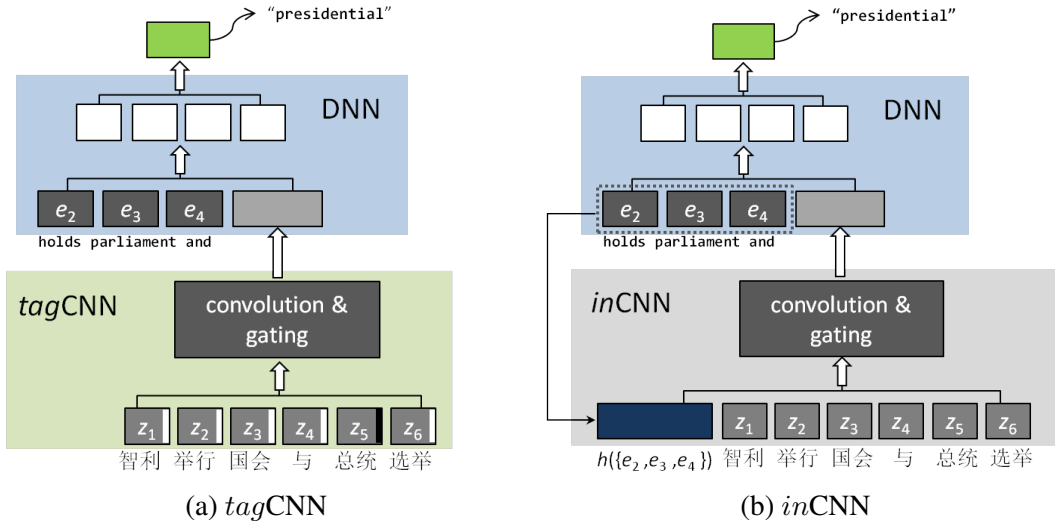 “presidential”
DNN
e2 e3 e4
holds parliament and
tagCNN
convolution &
gating
z1 z2 z3 z4 z5 z6
智利 举行 国会 与 总统 选举
(a) tagCNN
“presidential”
DNN
e2 e3 e4
holds parliament and
inCNN
convolution &
gating
z1 z2 z3 z4 z5 z6
h({e2,e3,e4}) 智利 举行 国会 与 总统 选举
(b) inCNN